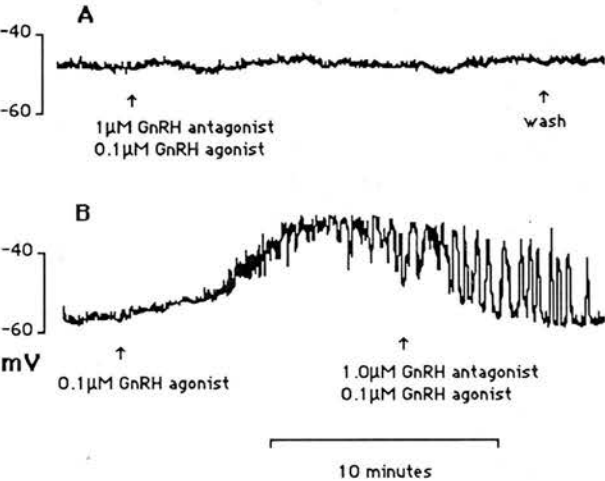 A
-40
-60
1µM GnRH antagonist
0.1µM GnRH agonist
wash
B
-40
-60
mV
0.1µM GnRH agonist
1.0µM GnRH antagonist
0.1µM GnRH agonist
10 minutes